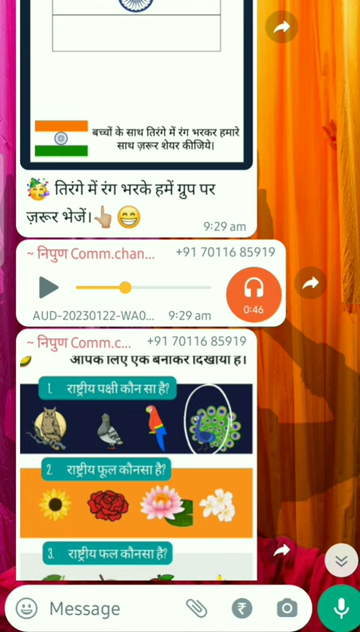 बच्चों के साथ तिरंगे में रंग भरकर हमारे
साथ ज़रूर शेयर कीजिये।
🥳 तिरंगे में रंग भरके हमें ग्रुप पर
ज़रूर भेजें।👆🏼😁
9:29 am
~ निपुण Comm.chan... +91 70116 85919
0:46
AUD-20230122-WA0... 9:29 am
~ निपुण Comm.c... +91 70116 85919
आपके लिए एक बनाकर दिखाया है।
1. राष्ट्रीय पक्षी कौन सा है?
2. राष्ट्रीय फूल कौनसा है?
3. राष्ट्रीय फल कौनसा है?
Message